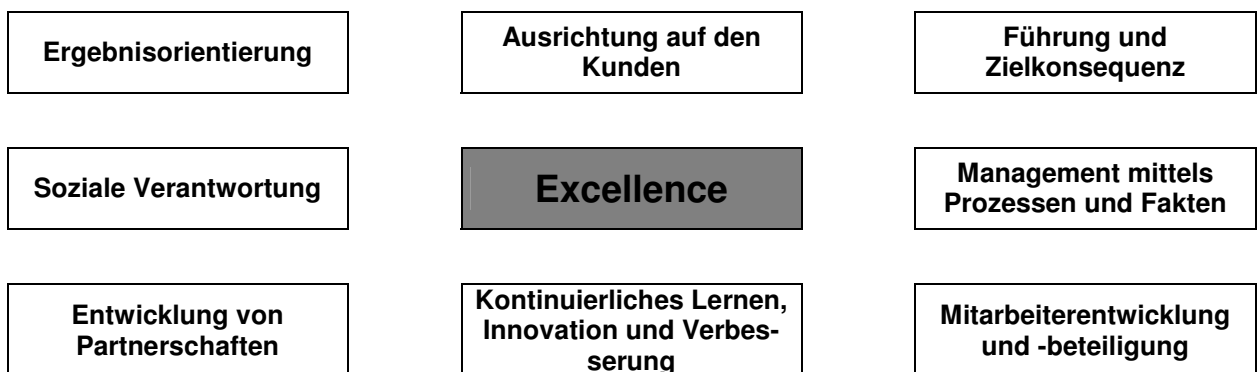 Ergebnisorientierung
Ausrichtung auf den
Kunden
Führung und
Zielkonsequenz
Soziale Verantwortung
Excellence
Management mittels
Prozessen und Fakten
Entwicklung von
Partnerschaften
Kontinuierliches Lernen,
Innovation und Verbes-
serung
Mitarbeiterentwicklung
und -beteiligung